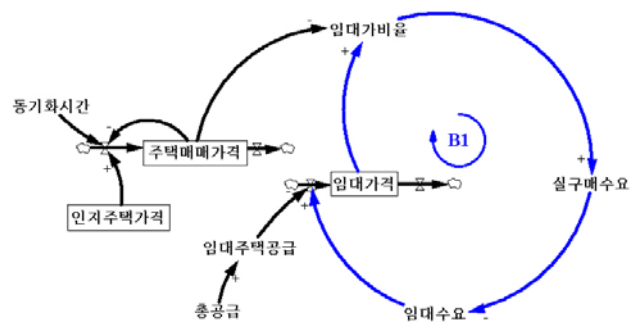 임대가비율
동기화시간
주택매매가격
B1
임대가격
실구매수요
인지주택가격
임대주택공급
총공급
임대수요